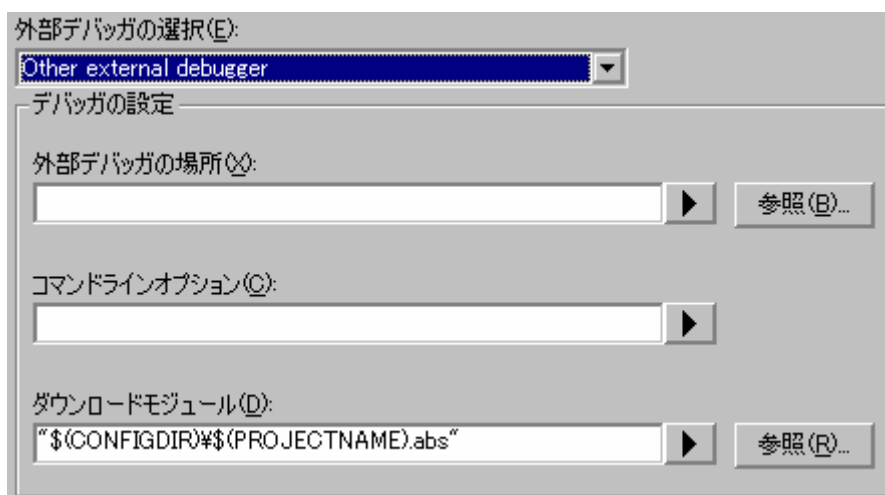 外部デバッガの選択(E):
Other external debugger
デバッガの設定
外部デバッガの場所(X):
参照(B)...
コマンドラインオプション(C):
ダウンロードモジュール(D):
"$(CONFIGDIR)¥$(PROJECTNAME).abs"
参照(R)...